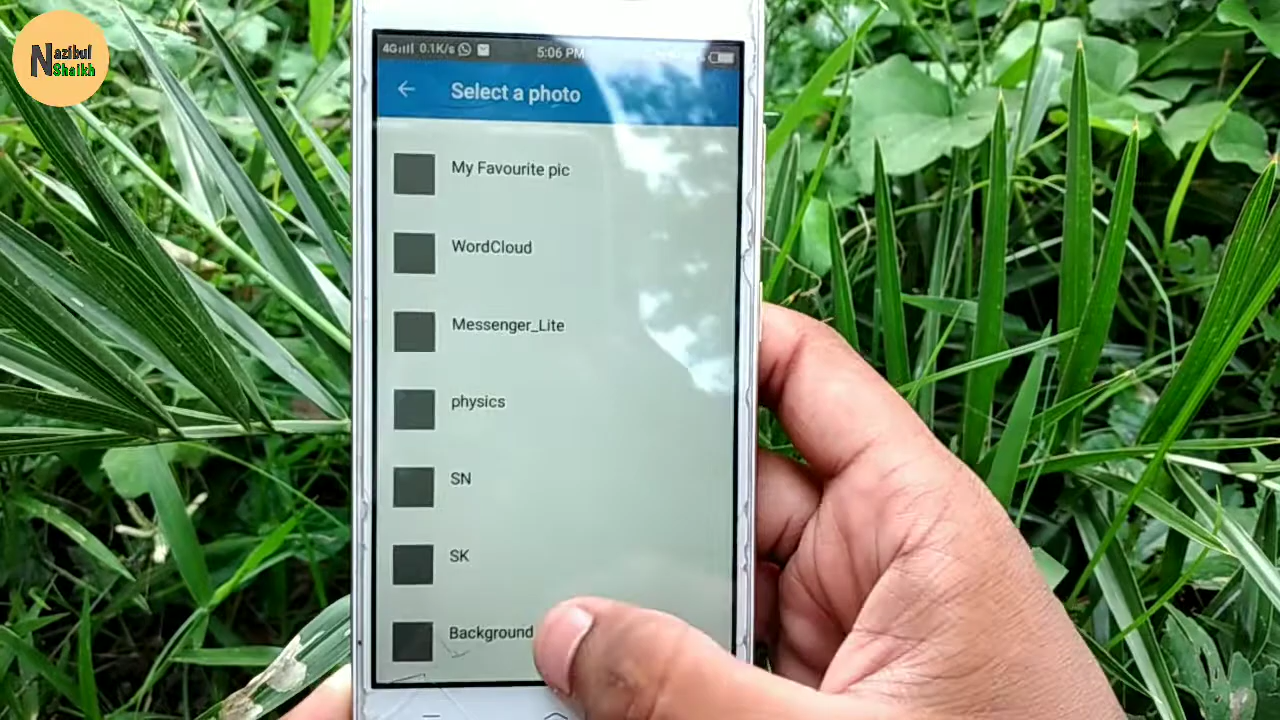 Nazibul
Shaikh
4G 0.1K/s 5:06 PM
Select a photo
My Favourite pic
WordCloud
Messenger_Lite
physics
SN
SK
Background